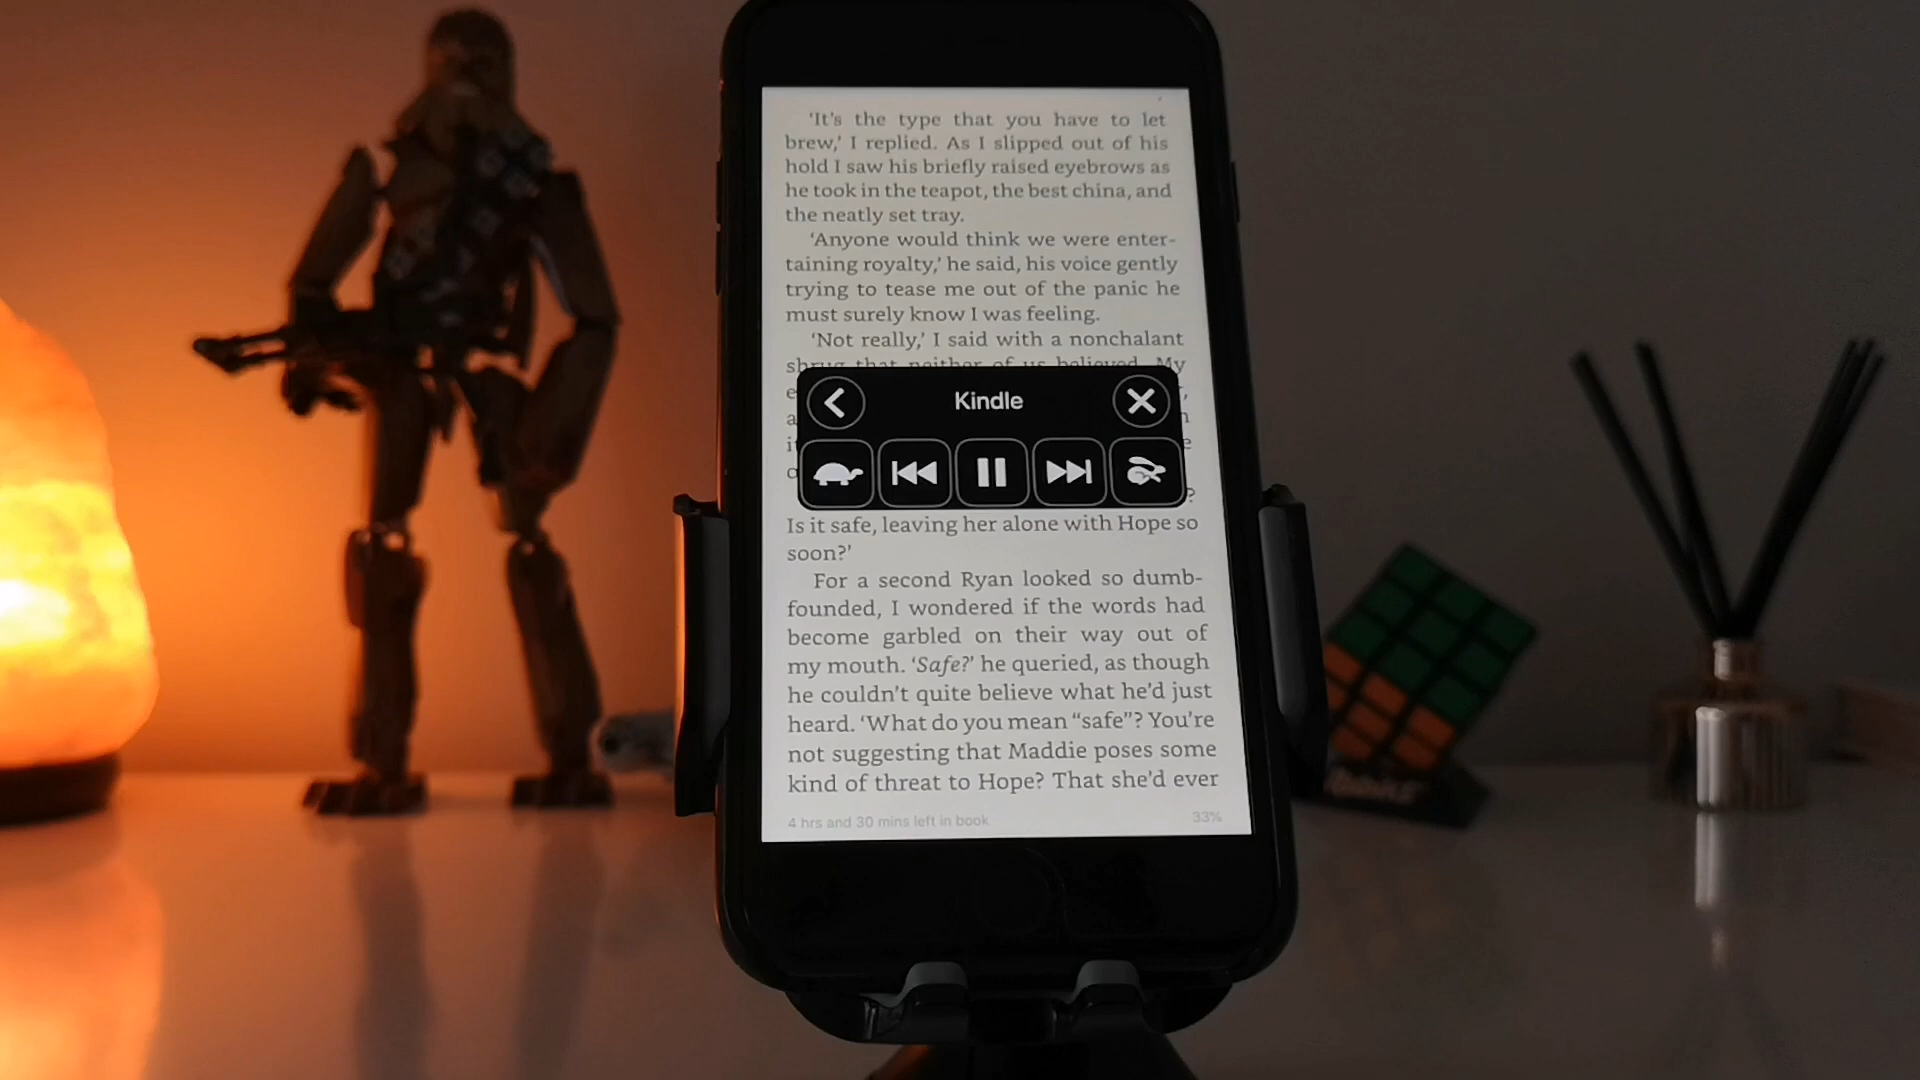 ‘It’s the type that you have to let
brew,’ I replied. As I slipped out of his
hold I saw his briefly raised eyebrows as
he took in the teapot, the best china, and
the neatly set tray.
‘Anyone would think we were enter-
taining royalty,’ he said, his voice gently
trying to tease me out of the panic he
must surely know I was feeling.
‘Not really,’ I said with a nonchalant
shrug that neither of us believed. My
Kindle
?
Is it safe, leaving her alone with Hope so
soon?’
For a second Ryan looked so dumb-
founded, I wondered if the words had
become garbled on their way out of
my mouth. ‘Safe?’ he queried, as though
he couldn’t quite believe what he’d just
heard. ‘What do you mean “safe”? You’re
not suggesting that Maddie poses some
kind of threat to Hope? That she’d ever
4 hrs and 30 mins left in book
33%